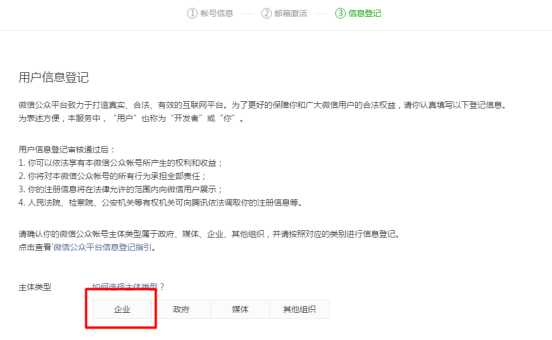 ① 帐号信息 — ② 邮箱激活 — ③ 信息登记
用户信息登记
微信公众平台致力于打造真实、合法、有效的互联网平台。为了更好的保障你和广大微信用户的合法权益，请你认真填写以下登记信息。
为表述方便，本服务中，“用户”也称为“开发者”或“你”。
用户信息登记审核通过后：
1. 你可以依法享有本微信公众帐号所产生的权利和收益；
2. 你将对本微信公众帐号的所有行为承担全部责任；
3. 你的注册信息将在法律允许的范围内向微信用户展示；
4. 人民法院、检察院、公安机关等有权机关可向腾讯依法调取你的注册信息等。
请确认你的微信公众帐号主体类型属于政府、媒体、企业、其他组织，并请按照对应的类别进行信息登记。
点击查看“微信公众平台信息登记指引。
主体类型 如何选择主体类型？
企业 政府 媒体 其他组织